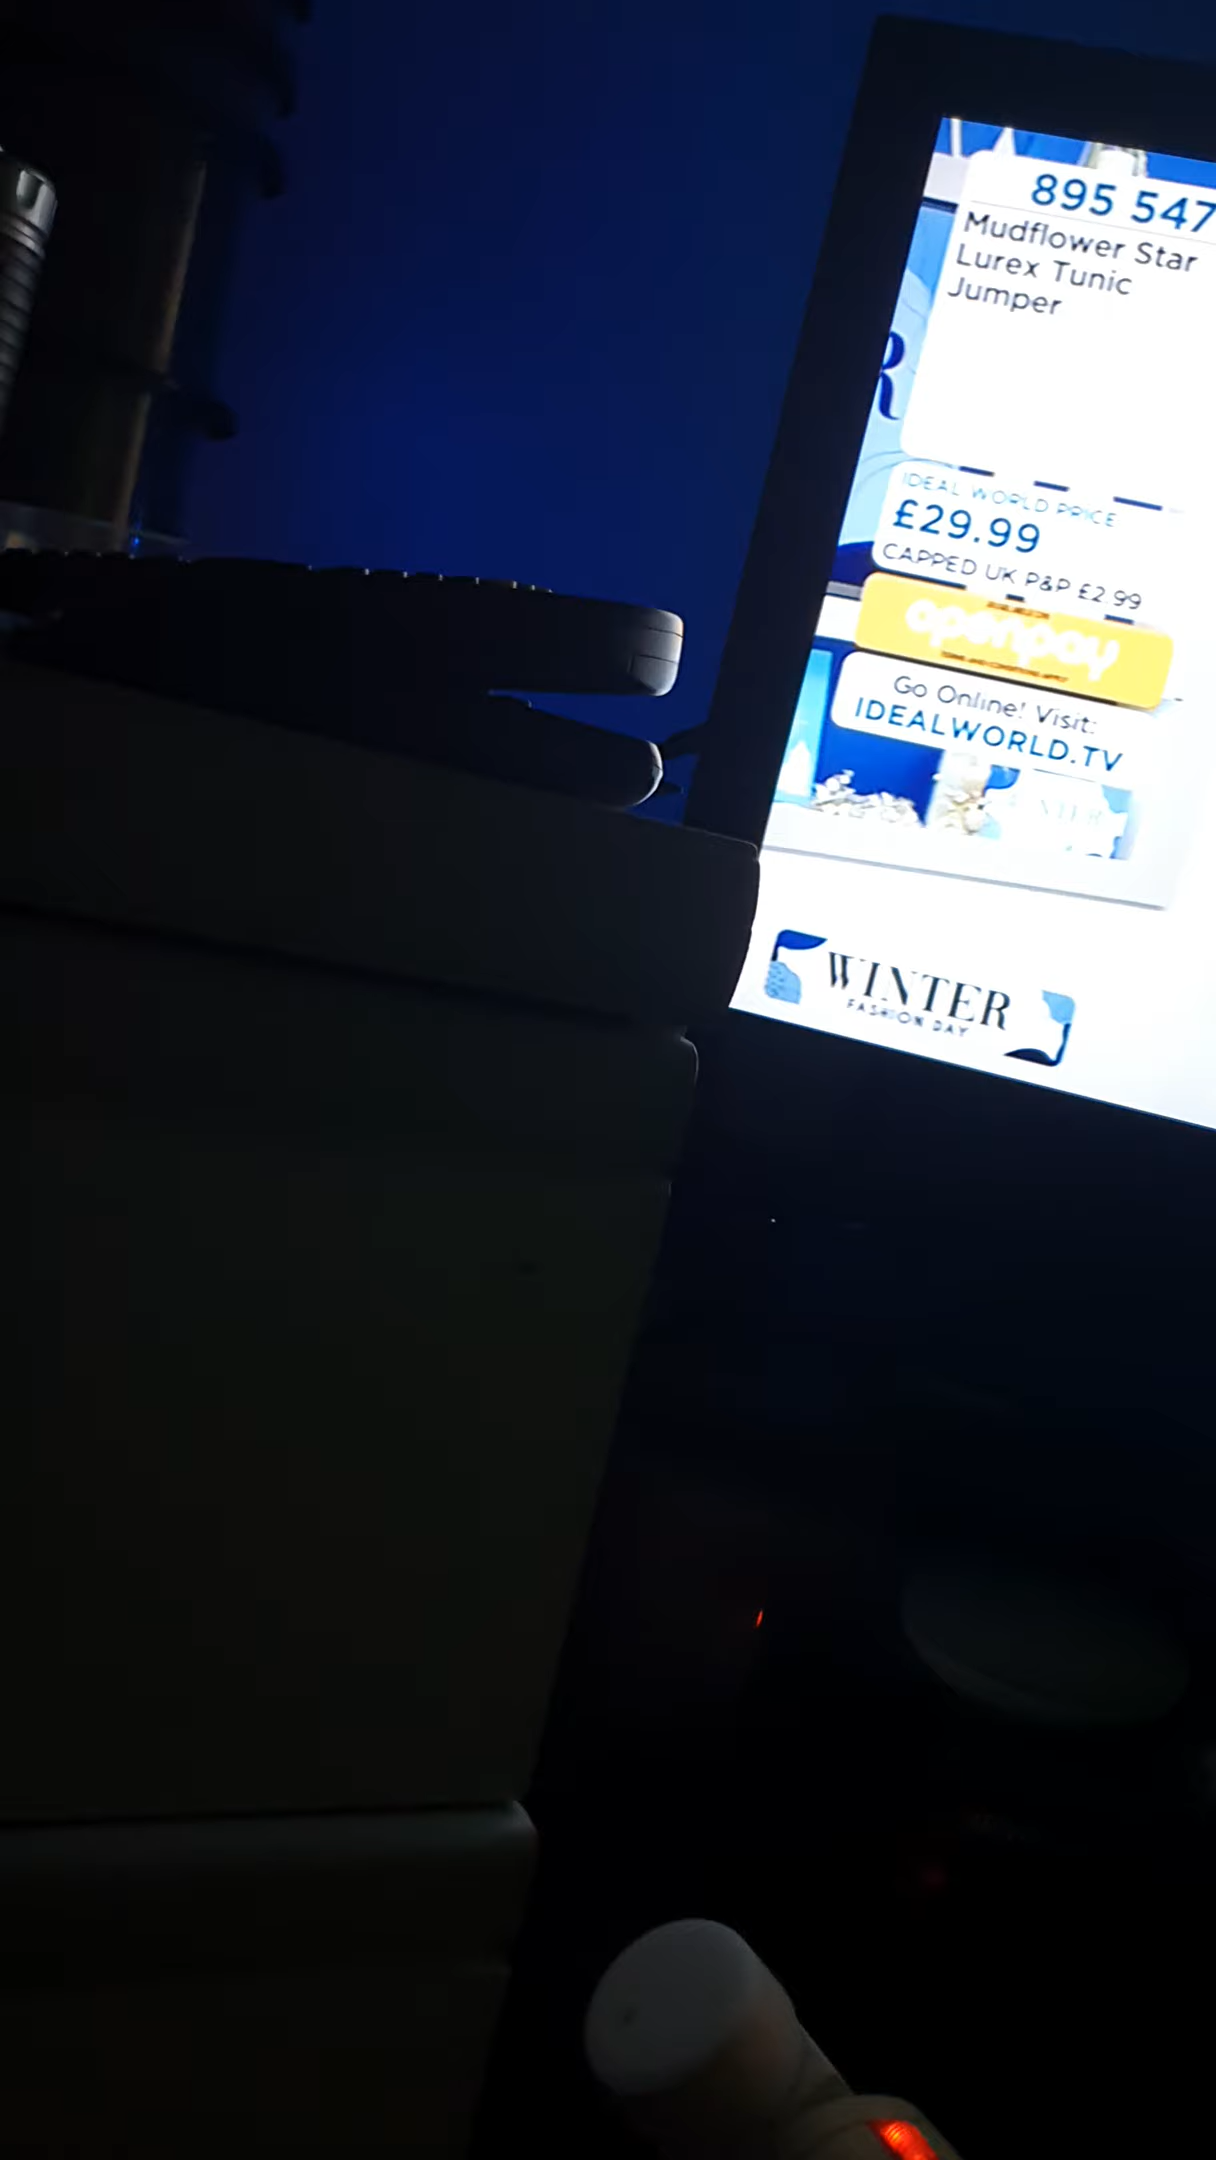 895 547
Mudflower Star
Lurex Tunic
Jumper
R
IDEAL WORLD PRICE
£29.99
CAPPED UK P&P £2.99
openpay
Go Online! Visit:
IDEALWORLD.TV
WINTER
FASHION DAY